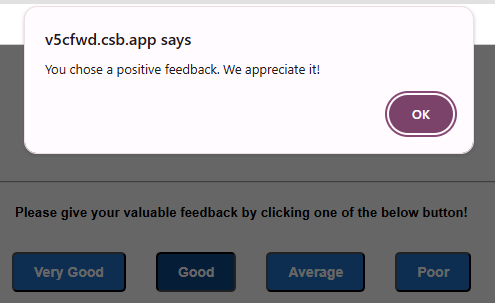 v5cfwd.csb.app says
You chose a positive feedback. We appreciate it!
OK
Please give your valuable feedback by clicking one of the below button!
Very Good
Good
Average
Poor